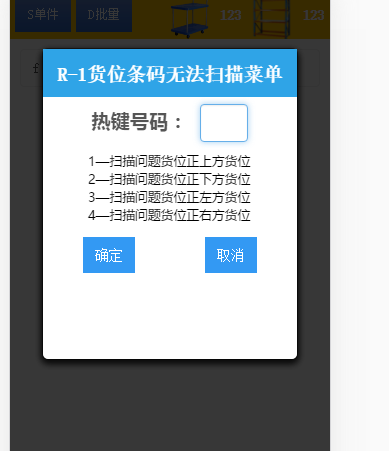 S单件 D批量 123 123
R-1货位条码无法扫描菜单
热键号码：
1—扫描问题货位正上方货位
2—扫描问题货位正下方货位
3—扫描问题货位正左方货位
4—扫描问题货位正右方货位
确定 取消